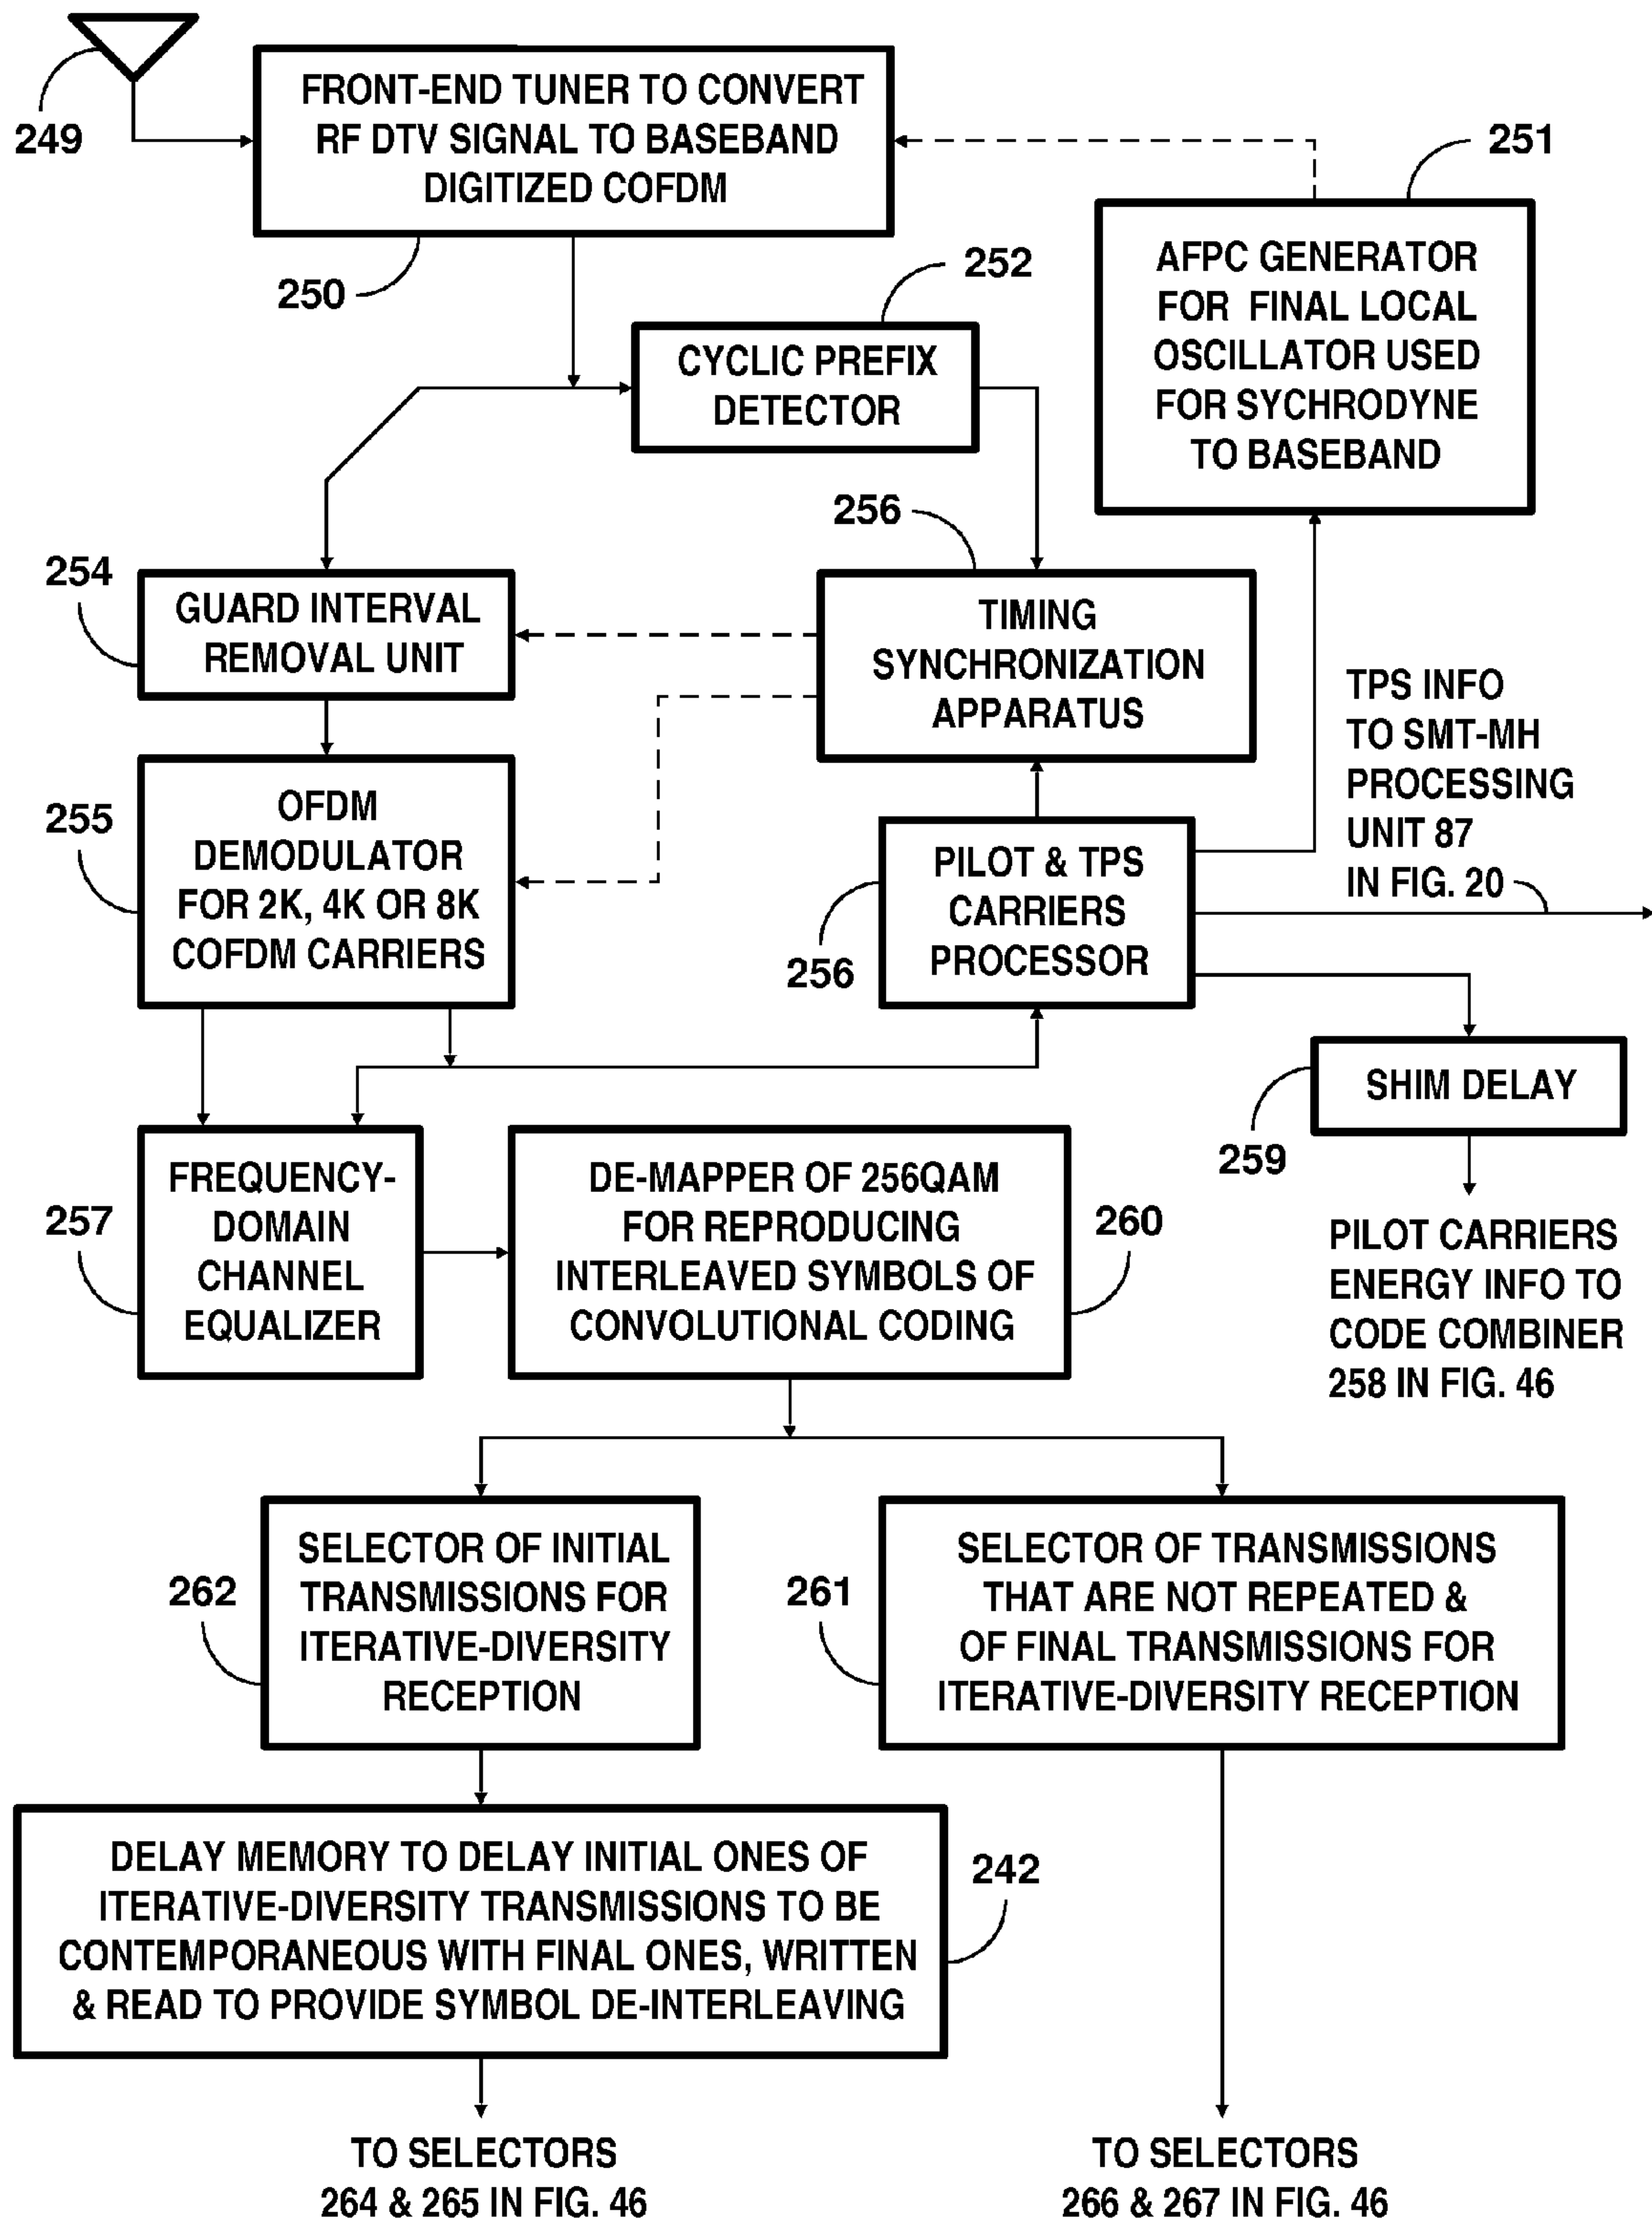 249
FRONT-END TUNER TO CONVERT
RF DTV SIGNAL TO BASEBAND
DIGITIZED COFDM
250
251
AFPC GENERATOR
FOR FINAL LOCAL
OSCILLATOR USED
FOR SYCHRODYNE
TO BASEBAND
252
CYCLIC PREFIX
DETECTOR
254
GUARD INTERVAL
REMOVAL UNIT
256
TIMING
SYNCHRONIZATION
APPARATUS
TPS INFO
TO SMT-MH
PROCESSING
UNIT 87
IN FIG. 20
255
OFDM
DEMODULATOR
FOR 2K, 4K OR 8K
COFDM CARRIERS
PILOT & TPS
CARRIERS
PROCESSOR
256
SHIM DELAY
259
PILOT CARRIERS
ENERGY INFO TO
CODE COMBINER
258 IN FIG. 46
257
FREQUENCY-
DOMAIN
CHANNEL
EQUALIZER
DE-MAPPER OF 256QAM
FOR REPRODUCING
INTERLEAVED SYMBOLS OF
CONVOLUTIONAL CODING
260
262
SELECTOR OF INITIAL
TRANSMISSIONS FOR
ITERATIVE-DIVERSITY
RECEPTION
261
SELECTOR OF TRANSMISSIONS
THAT ARE NOT REPEATED &
OF FINAL TRANSMISSIONS FOR
ITERATIVE-DIVERSITY RECEPTION
DELAY MEMORY TO DELAY INITIAL ONES OF
ITERATIVE-DIVERSITY TRANSMISSIONS TO BE
CONTEMPORANEOUS WITH FINAL ONES, WRITTEN
& READ TO PROVIDE SYMBOL DE-INTERLEAVING
242
TO SELECTORS
264 & 265 IN FIG. 46
TO SELECTORS
266 & 267 IN FIG. 46